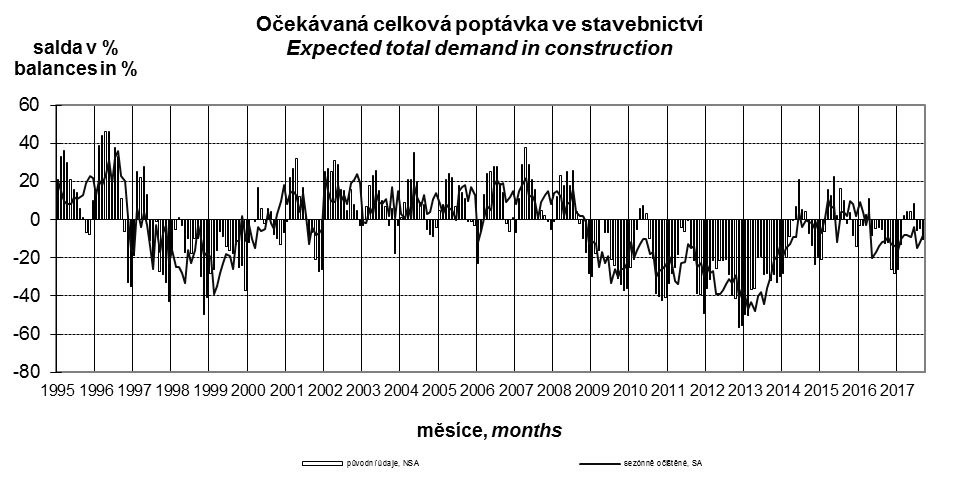 Očekávaná celková poptávka ve stavebnictví
Expected total demand in construction
salda v %
balances in %
60
40
20
0
-20
-40
-60
-80
1995 1996 1997 1998 1999 2000 2001 2002 2003 2004 2005 2006 2007 2008 2009 2010 2011 2012 2013 2014 2015 2016 2017
měsíce, months
původní údaje, NSA
sezónně očištěné, SA